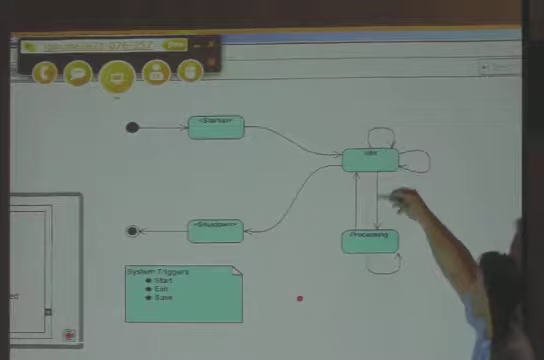 <Startup>
Idle
<Shutdown>
Processing
System Triggers
Start
Exit
Save